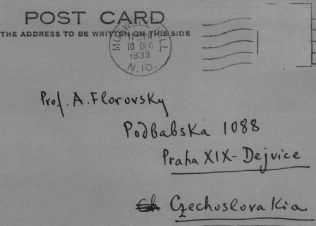 POST CARD
THE ADDRESS TO BE WRITTEN ON THIS SIDE
10 DEC
1933
N.10.
Prof. A. Florovsky
Podbabska 1088
Praha XIX-Dejvice
Czechoslovakia